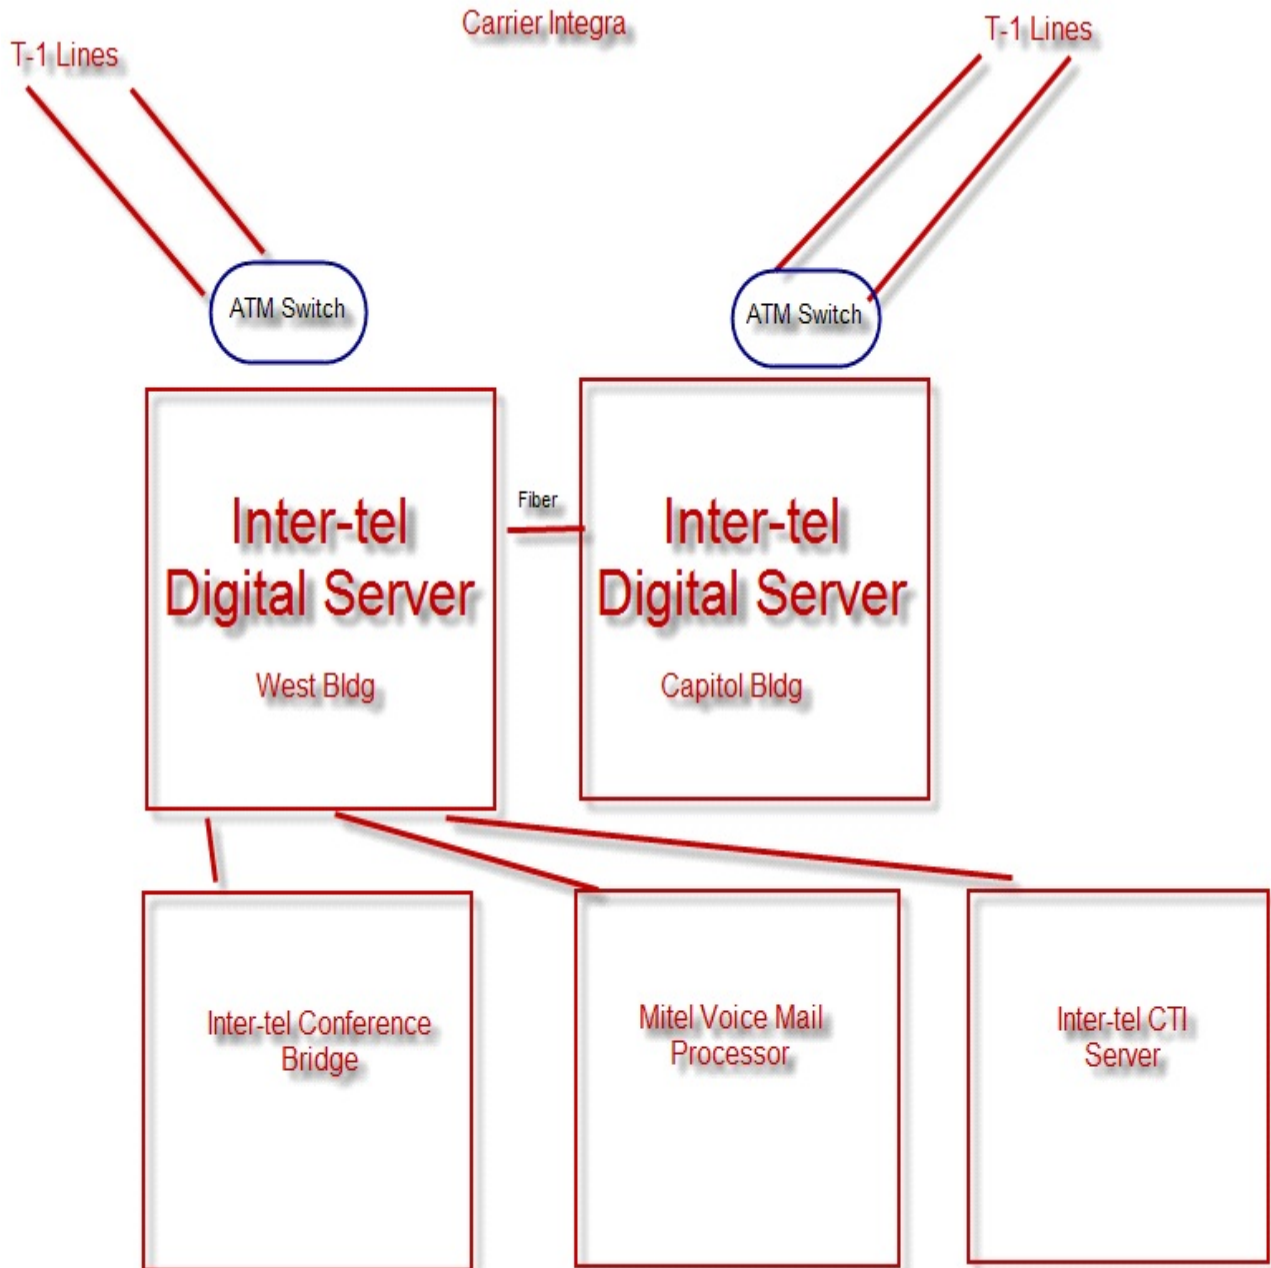 Carrier Integra
T-1 Lines
T-1 Lines
ATM Switch
ATM Switch
Inter-tel
Digital Server
West Bldg
Fiber
Inter-tel
Digital Server
Capitol Bldg
Inter-tel Conference
Bridge
Mitel Voice Mail
Processor
Inter-tel CTI
Server